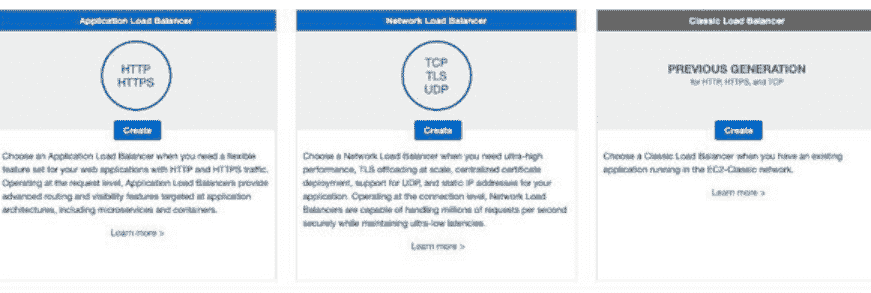 Application Load Balancer
HTTP
HTTPS
Create
Choose an Application Load Balancer when you need a flexible
feature set for your web applications with HTTP and HTTPS traffic.
Operating at the request level, Application Load Balancers provide
advanced routing and visibility features targeted at application
architectures, including microservices and containers.
Learn more >
Network Load Balancer
TCP
TLS
UDP
Create
Choose a Network Load Balancer when you need ultra-high
performance, TLS offloading at scale, centralized certificate
deployment, support for UDP, and static IP addresses for your
application. Operating at the connection level, Network Load
Balancers are capable of handling millions of requests per second
securely while maintaining ultra-low latencies.
Learn more >
Classic Load Balancer
PREVIOUS GENERATION
for HTTP, HTTPS, and TCP
Create
Choose a Classic Load Balancer when you have an existing
application running in the EC2-Classic network.
Learn more >